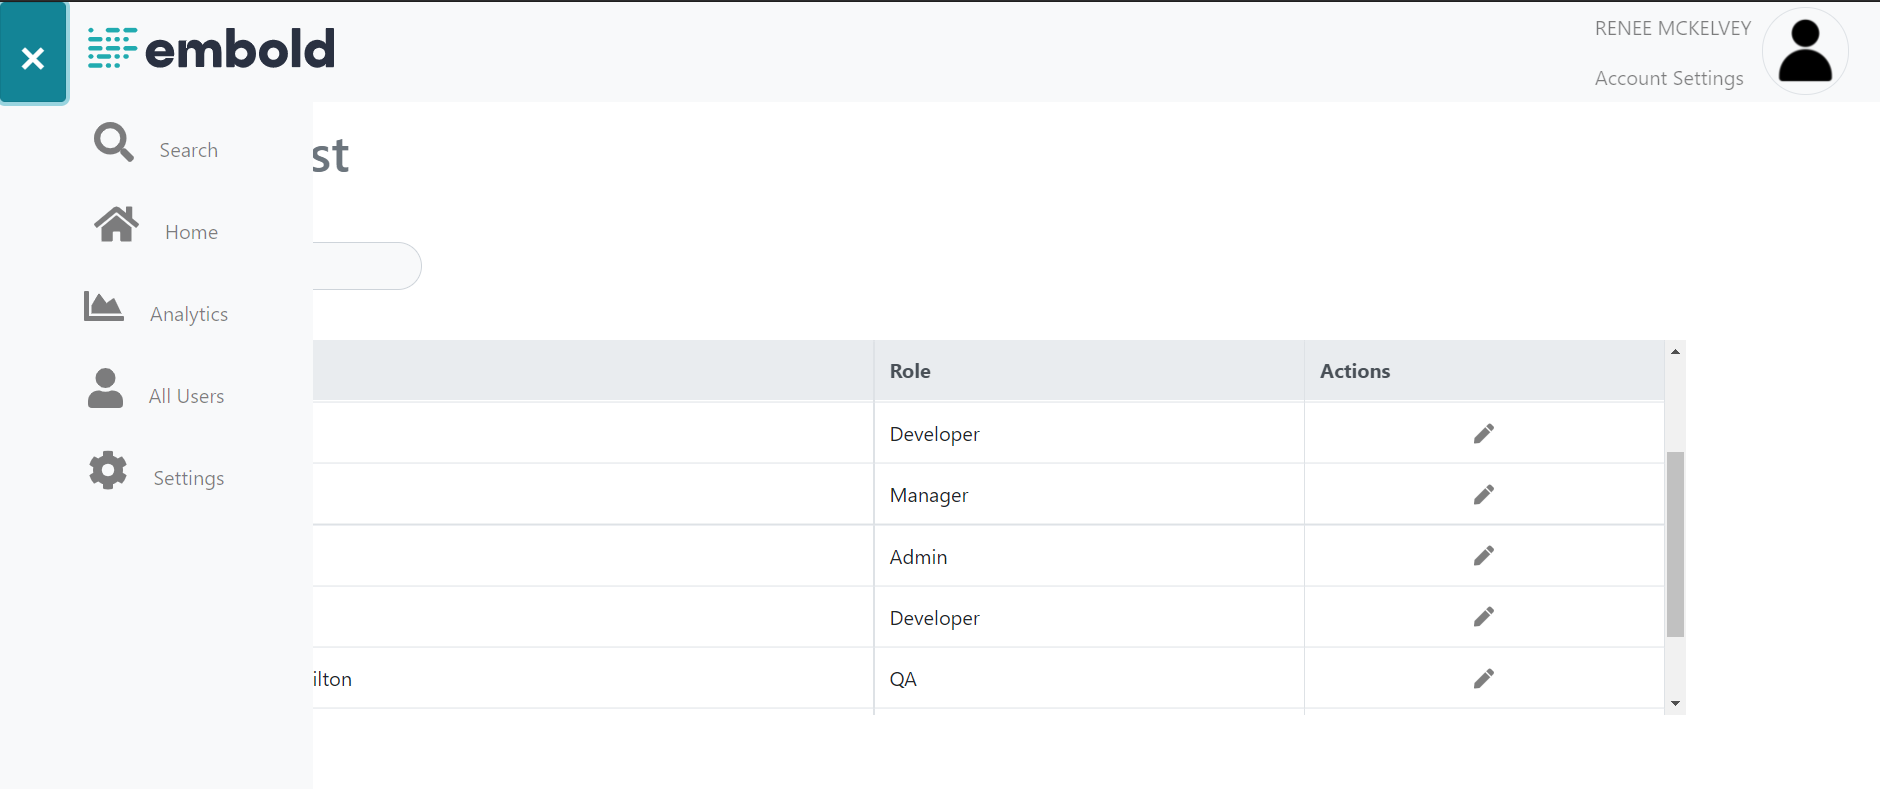 embold
RENEE MCKELVEY
Account Settings
Search
st
Home
Analytics
Role Actions
All Users
Developer
Settings
Manager
Admin
Developer
ilton QA